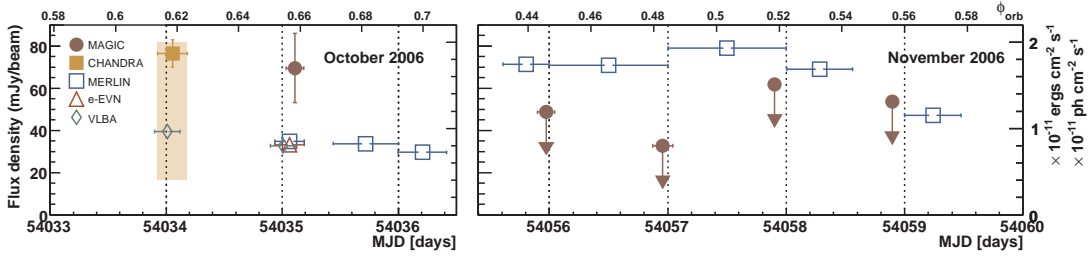 0.58 0.6 0.62 0.64 0.66 0.68 0.7
0.44 0.46 0.48 0.5 0.52 0.54 0.56 0.58 ϕorb
Flux density (mJy/beam)
80
60
40
20
0
MAGIC
CHANDRA
MERLIN
e-EVN
VLBA
October 2006
November 2006
2
1
0
× 10⁻¹¹ ergs cm⁻² s⁻¹
× 10⁻¹¹ ph cm⁻² s⁻¹
54033 54034 54035 54036
MJD [days]
54056 54057 54058 54059 54060
MJD [days]